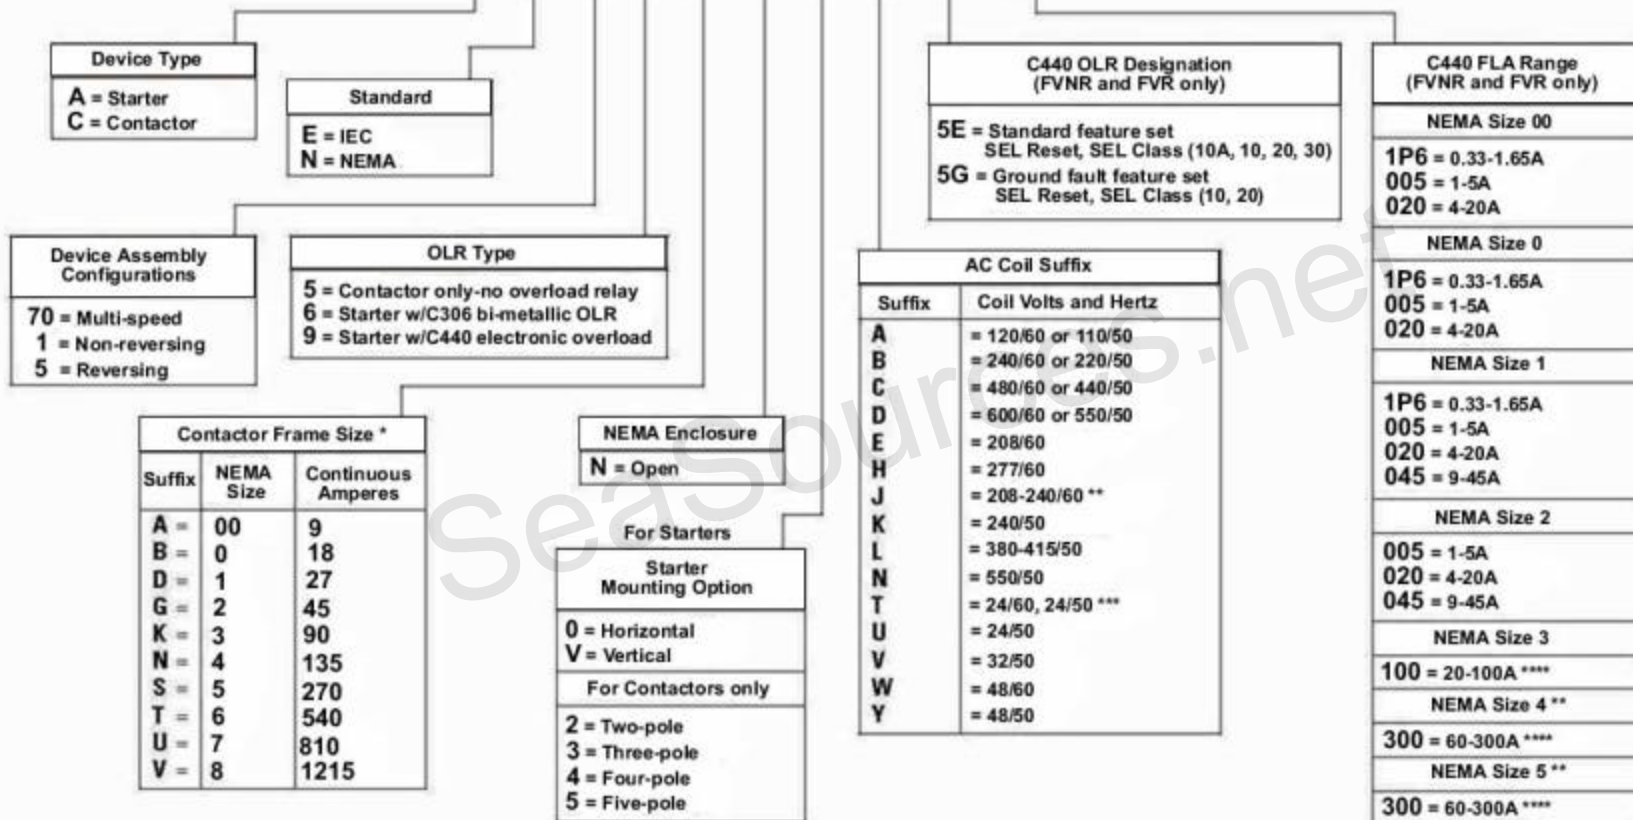 Device Type
A = Starter
C = Contactor
Standard
E = IEC
N = NEMA
Device Assembly
Configurations
70 = Multi-speed
1 = Non-reversing
5 = Reversing
OLR Type
5 = Contactor only-no overload relay
6 = Starter w/C306 bi-metallic OLR
9 = Starter w/C440 electronic overload
Contactor Frame Size *
Suffix NEMA Size Continuous Amperes
A = 00 9
B = 0 18
D = 1 27
G = 2 45
K = 3 90
N = 4 135
S = 5 270
T = 6 540
U = 7 810
V = 8 1215
NEMA Enclosure
N = Open
For Starters
Starter
Mounting Option
0 = Horizontal
V = Vertical
For Contactors only
2 = Two-pole
3 = Three-pole
4 = Four-pole
5 = Five-pole
C440 OLR Designation
(FVNR and FVR only)
5E = Standard feature set
SEL Reset, SEL Class (10A, 10, 20, 30)
5G = Ground fault feature set
SEL Reset, SEL Class (10, 20)
AC Coil Suffix
Suffix Coil Volts and Hertz
A = 120/60 or 110/50
B = 240/60 or 220/50
C = 480/60 or 440/50
D = 600/60 or 550/50
E = 208/60
H = 277/60
J = 208-240/60 **
K = 240/50
L = 380-415/50
N = 550/50
T = 24/60, 24/50 ***
U = 24/50
V = 32/50
W = 48/60
Y = 48/50
C440 FLA Range
(FVNR and FVR only)
NEMA Size 00
1P6 = 0.33-1.65A
005 = 1-5A
020 = 4-20A
NEMA Size 0
1P6 = 0.33-1.65A
005 = 1-5A
020 = 4-20A
NEMA Size 1
1P6 = 0.33-1.65A
005 = 1-5A
020 = 4-20A
045 = 9-45A
NEMA Size 2
005 = 1-5A
020 = 4-20A
045 = 9-45A
NEMA Size 3
100 = 20-100A ****
NEMA Size 4 **
300 = 60-300A ****
NEMA Size 5 **
300 = 60-300A ****
SeaSources.net